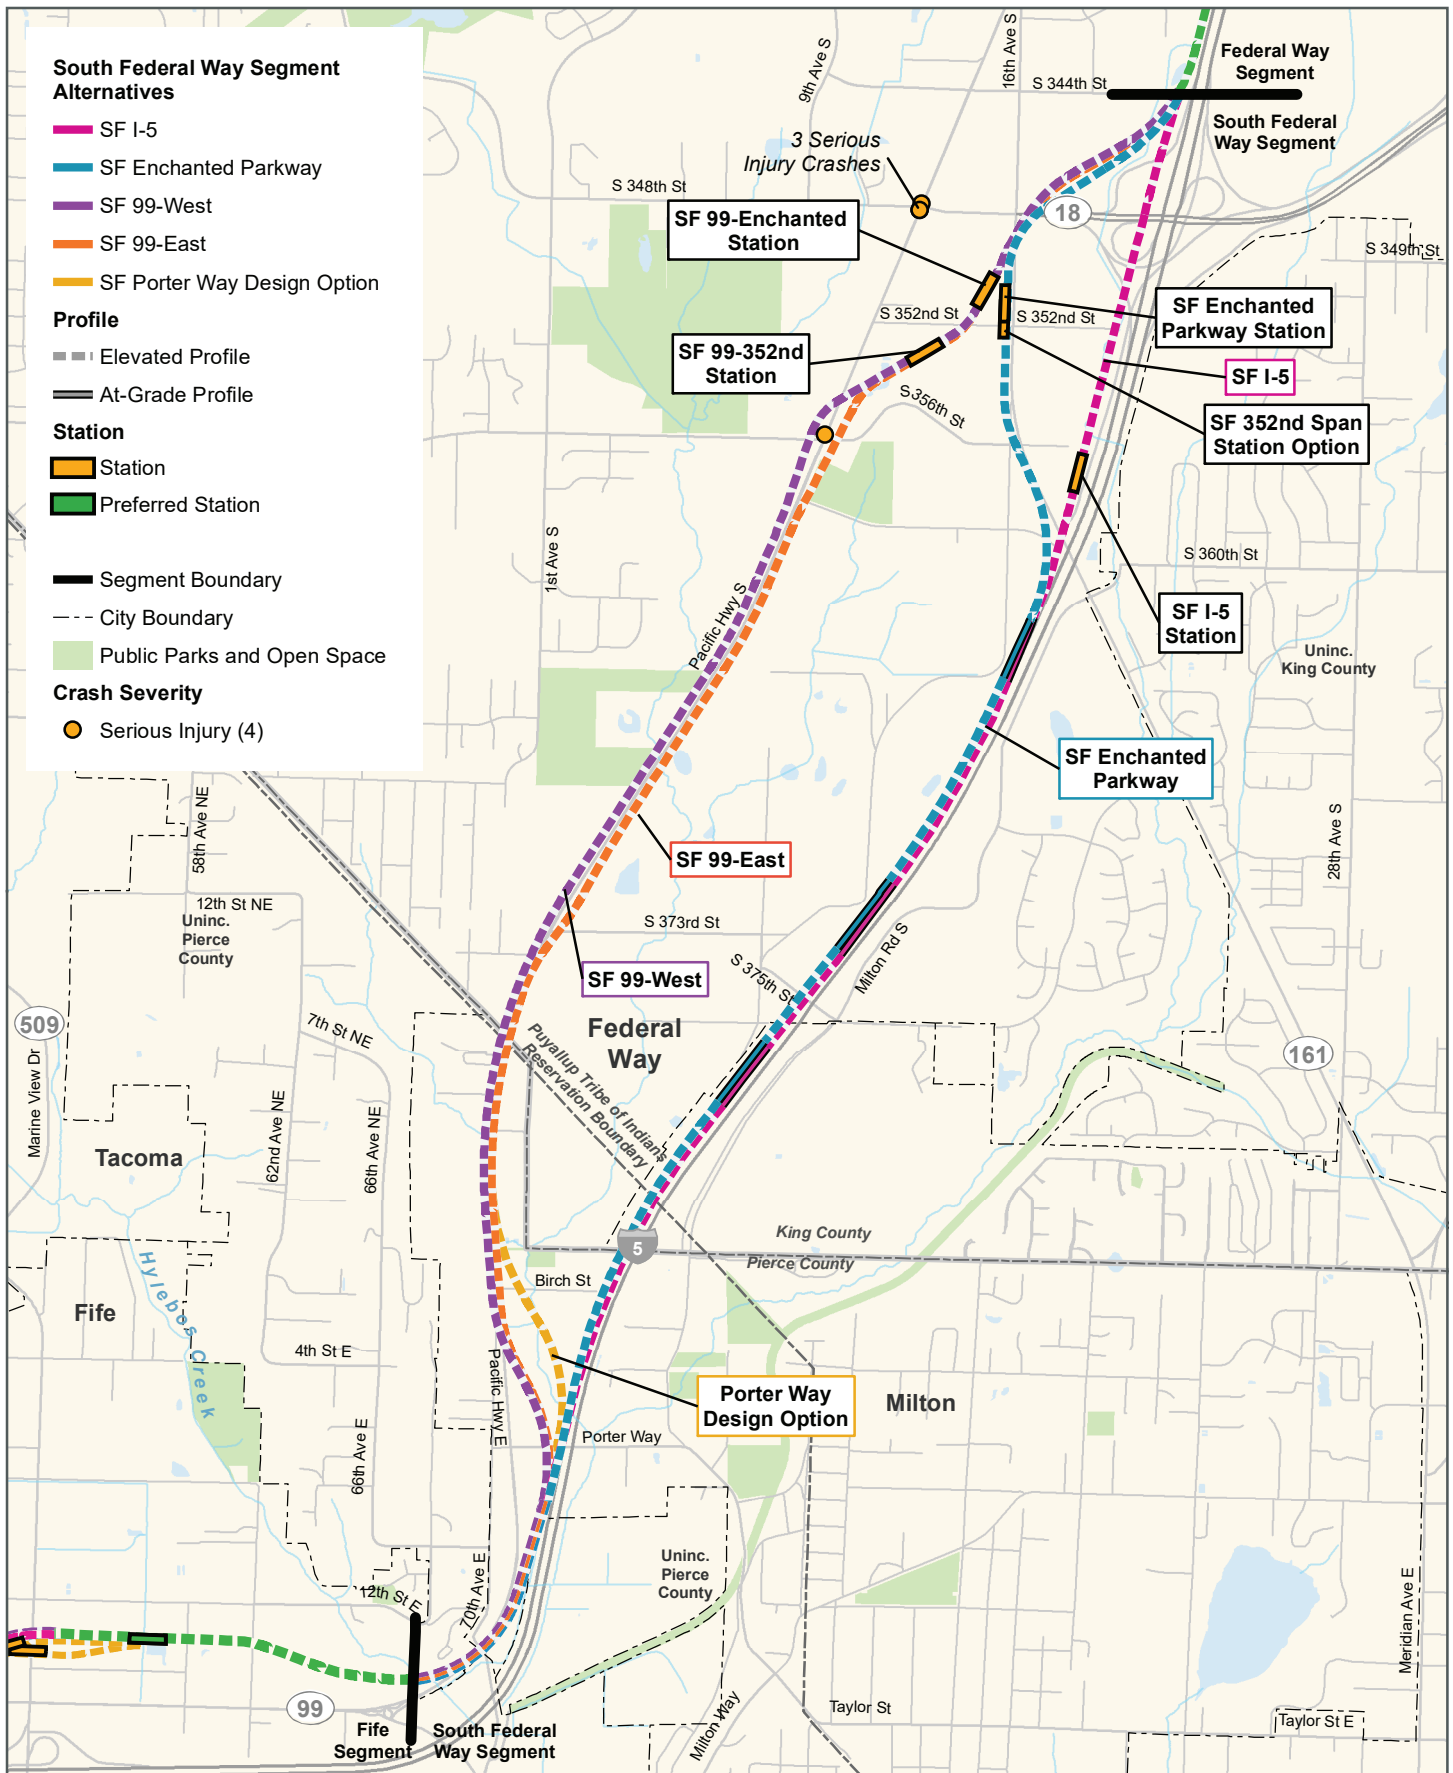 South Federal Way Segment
Alternatives
SF I-5
SF Enchanted Parkway
SF 99-West
SF 99-East
SF Porter Way Design Option
Profile
Elevated Profile
At-Grade Profile
Station
Station
Preferred Station
Segment Boundary
City Boundary
Public Parks and Open Space
Crash Severity
Serious Injury (4)
9th Ave S
16th Ave S
S 344th St
Federal Way
Segment
South Federal
Way Segment
3 Serious
Injury Crashes
S 348th St
18
SF 99-Enchanted
Station
S 349th St
S 352nd St
S 352nd St
SF Enchanted
Parkway Station
SF 99-352nd
Station
SF I-5
S 356th St
SF 352nd Span
Station Option
1st Ave S
S 360th St
Pacific Hwy S
SF I-5
Station
Uninc.
King County
SF Enchanted
Parkway
58th Ave NE
28th Ave S
SF 99-East
12th St NE
Uninc.
Pierce
County
S 373rd St
Milton Rd S
SF 99-West
S 375th St
509
7th St NE
Federal
Way
Puyallup Tribe of Indians
Reservation Boundary
161
Marine View Dr
62nd Ave NE
66th Ave NE
Tacoma
King County
5
Pierce County
Birch St
Hylebos Creek
Fife
4th St E
Pacific Hwy E
Porter Way
Design Option
Milton
Porter Way
66th Ave E
Uninc.
Pierce
County
12th St E
70th Ave E
Meridian Ave E
99
Fife
Segment
South Federal
Way Segment
Milton Way
Taylor St
Taylor St E